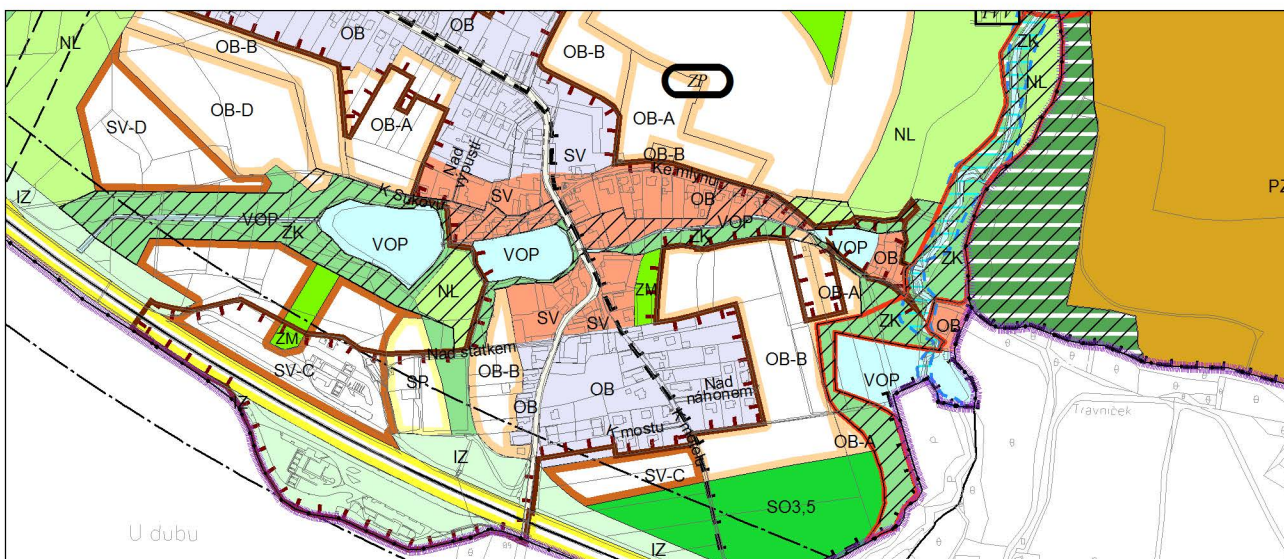 OB
OB
NL
OB-B
OB-B
ZK
NL
ZP
OB-D
SV-D
OB-A
OB-A
NL
Nad výpustí
SV
OB-B
Ke mlýnu
SV
OB
PZ
IZ
VOP
ZK
VOP
VOP
ZK
VOP
VOP
OB
ZK
NL
ZM
OB-A
ZK
OB
SV
SV
ZM
Nad statkem
SV-C
SP
OB-B
OB
OB-B
VOP
Nad
náhonem
OB
Travniček
K mostu
OB-A
IZ
SV-C
SO3,5
U dubu
IZ